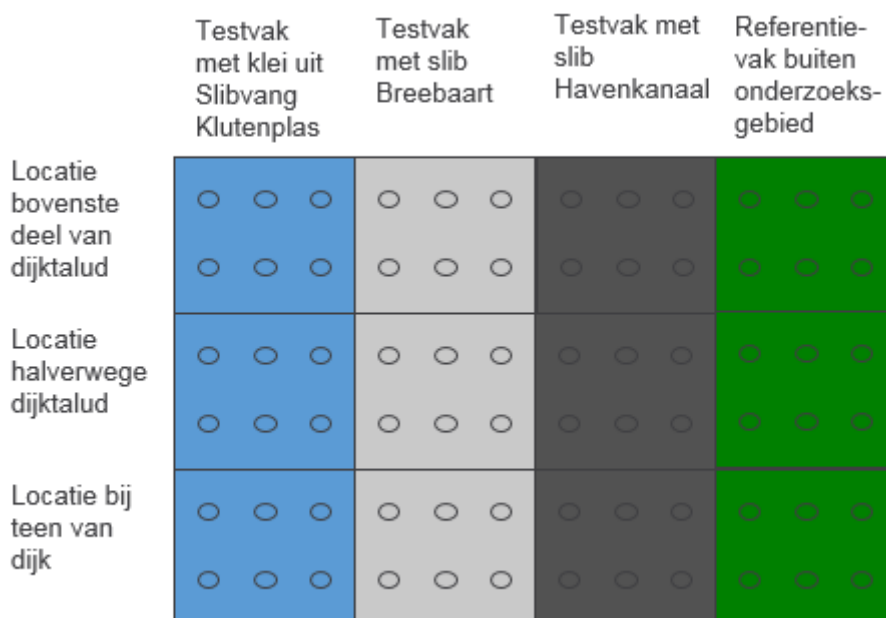 Testvak
met klei uit
Slibvang
Klutenplas
Testvak
met slib
Breebaart
Testvak met
slib
Havenkanaal
Referentie-
vak buiten
onderzoeks-
gebied
Locatie
bovenste
deel van
dijktalud
Locatie
halverwege
dijktalud
Locatie bij
teen van
dijk